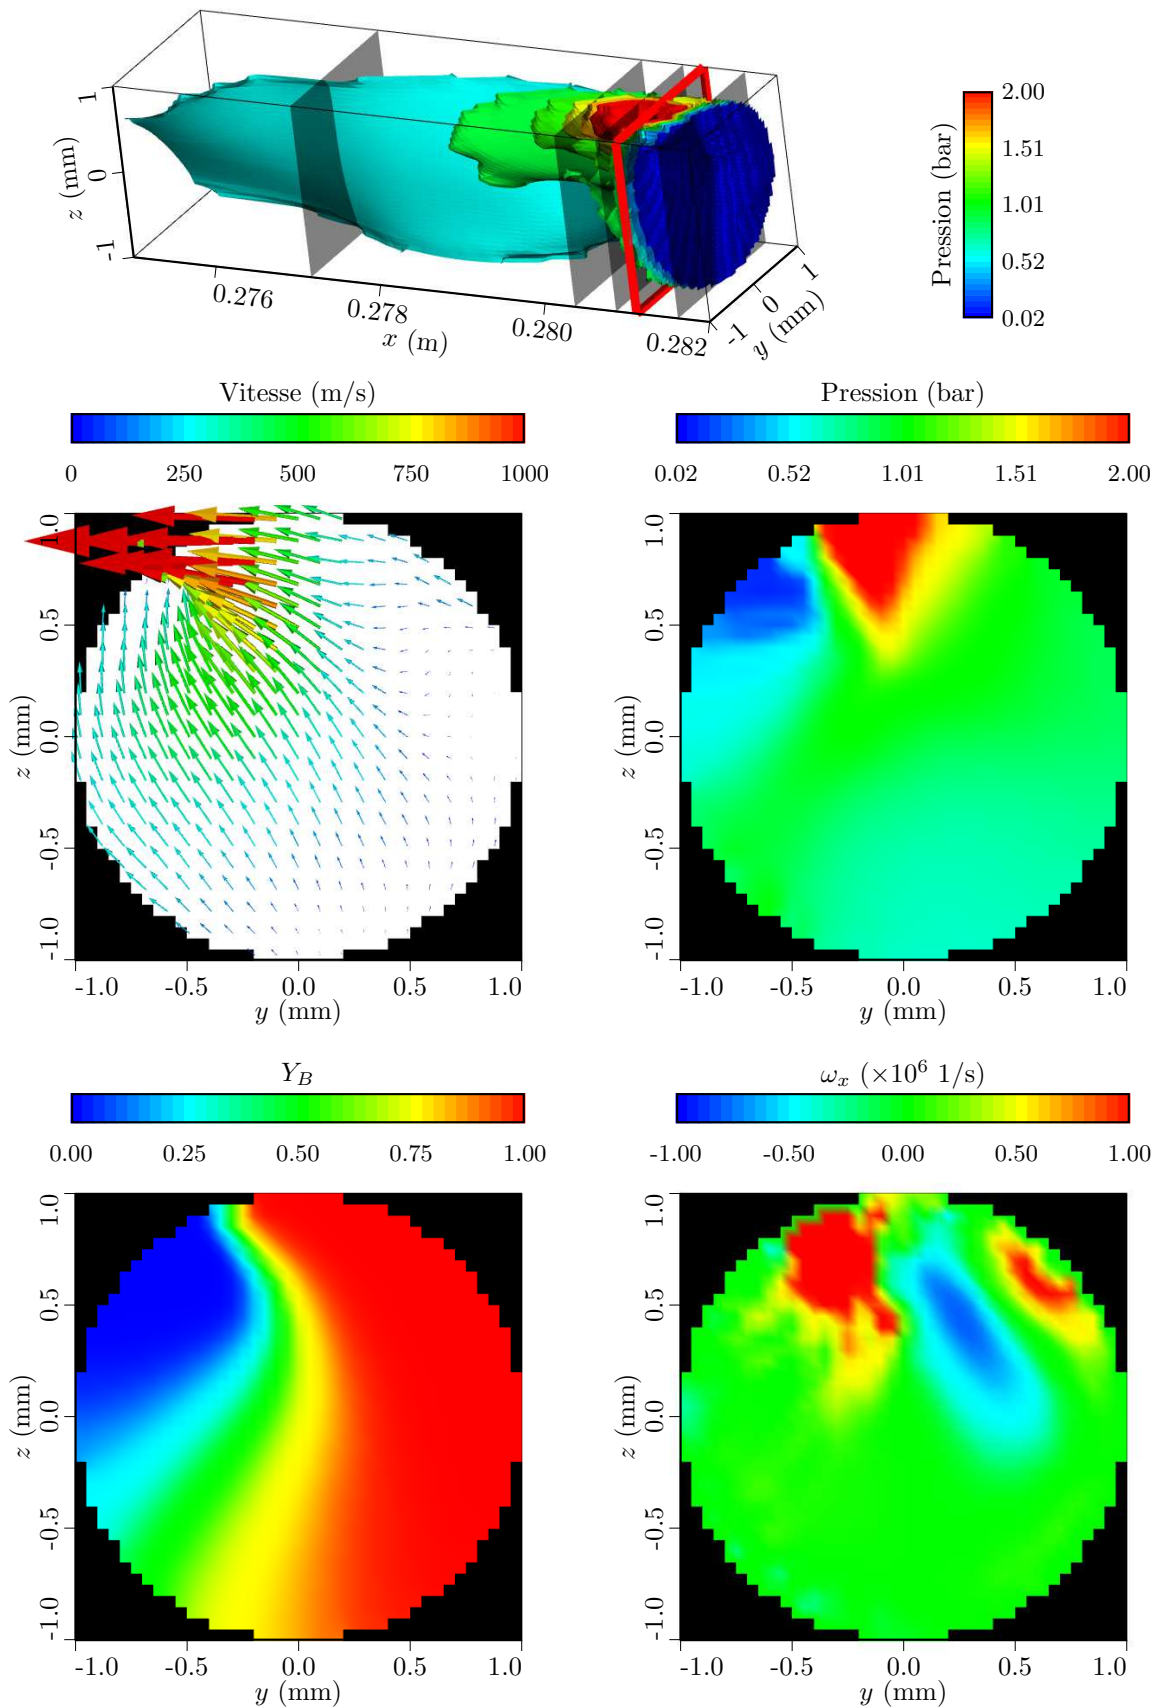 1
0
-1
z (mm)
0.276
0.278
0.280
0.282
x (m)
-1
0
1
y (mm)
Pression (bar)
2.00
1.51
1.01
0.52
0.02
Vitesse (m/s)
0 250 500 750 1000
Pression (bar)
0.02 0.52 1.01 1.51 2.00
1.0
0.5
0.0
-0.5
-1.0
z (mm)
-1.0 -0.5 0.0 0.5 1.0
y (mm)
1.0
0.5
0.0
-0.5
-1.0
z (mm)
-1.0 -0.5 0.0 0.5 1.0
y (mm)
Y_B
0.00 0.25 0.50 0.75 1.00
ω_x (×10⁶ 1/s)
-1.00 -0.50 0.00 0.50 1.00
1.0
0.5
0.0
-0.5
-1.0
z (mm)
-1.0 -0.5 0.0 0.5 1.0
y (mm)
1.0
0.5
0.0
-0.5
-1.0
z (mm)
-1.0 -0.5 0.0 0.5 1.0
y (mm)